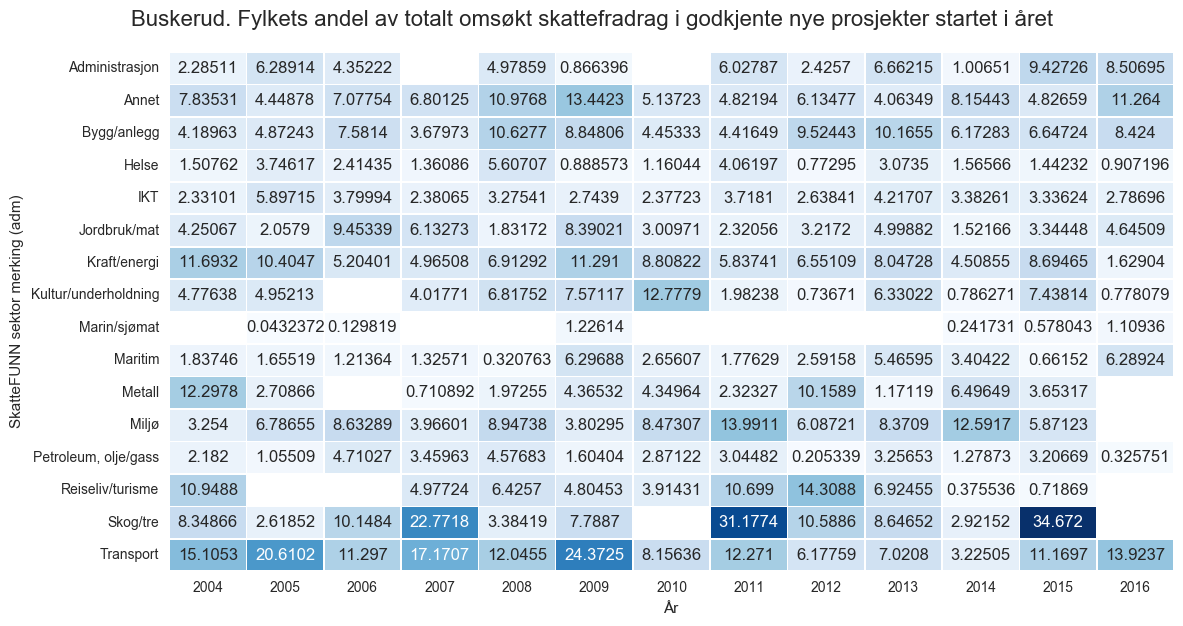 Buskerud. Fylkets andel av totalt omsøkt skattefradrag i godkjente nye prosjekter startet i året
SkatteFUNN sektor merking (adm)
Administrasjon 2.28511 6.28914 4.35222 4.97859 0.866396 6.02787 2.4257 6.66215 1.00651 9.42726 8.50695
Annet 7.83531 4.44878 7.07754 6.80125 10.9768 13.4423 5.13723 4.82194 6.13477 4.06349 8.15443 4.82659 11.264
Bygg/anlegg 4.18963 4.87243 7.5814 3.67973 10.6277 8.84806 4.45333 4.41649 9.52443 10.1655 6.17283 6.64724 8.424
Helse 1.50762 3.74617 2.41435 1.36086 5.60707 0.888573 1.16044 4.06197 0.77295 3.0735 1.56566 1.44232 0.907196
IKT 2.33101 5.89715 3.79994 2.38065 3.27541 2.7439 2.37723 3.7181 2.63841 4.21707 3.38261 3.33624 2.78696
Jordbruk/mat 4.25067 2.0579 9.45339 6.13273 1.83172 8.39021 3.00971 2.32056 3.2172 4.99882 1.52166 3.34448 4.64509
Kraft/energi 11.6932 10.4047 5.20401 4.96508 6.91292 11.291 8.80822 5.83741 6.55109 8.04728 4.50855 8.69465 1.62904
Kultur/underholdning 4.77638 4.95213 4.01771 6.81752 7.57117 12.7779 1.98238 0.73671 6.33022 0.786271 7.43814 0.778079
Marin/sjømat 0.0432372 0.129819 1.22614 0.241731 0.578043 1.10936
Maritim 1.83746 1.65519 1.21364 1.32571 0.320763 6.29688 2.65607 1.77629 2.59158 5.46595 3.40422 0.66152 6.28924
Metall 12.2978 2.70866 0.710892 1.97255 4.36532 4.34964 2.32327 10.1589 1.17119 6.49649 3.65317
Miljø 3.254 6.78655 8.63289 3.96601 8.94738 3.80295 8.47307 13.9911 6.08721 8.3709 12.5917 5.87123
Petroleum, olje/gass 2.182 1.05509 4.71027 3.45963 4.57683 1.60404 2.87122 3.04482 0.205339 3.25653 1.27873 3.20669 0.325751
Reiseliv/turisme 10.9488 4.97724 6.4257 4.80453 3.91431 10.699 14.3088 6.92455 0.375536 0.71869
Skog/tre 8.34866 2.61852 10.1484 22.7718 3.38419 7.7887 31.1774 10.5886 8.64652 2.92152 34.672
Transport 15.1053 20.6102 11.297 17.1707 12.0455 24.3725 8.15636 12.271 6.17759 7.0208 3.22505 11.1697 13.9237
2004 2005 2006 2007 2008 2009 2010 2011 2012 2013 2014 2015 2016
År